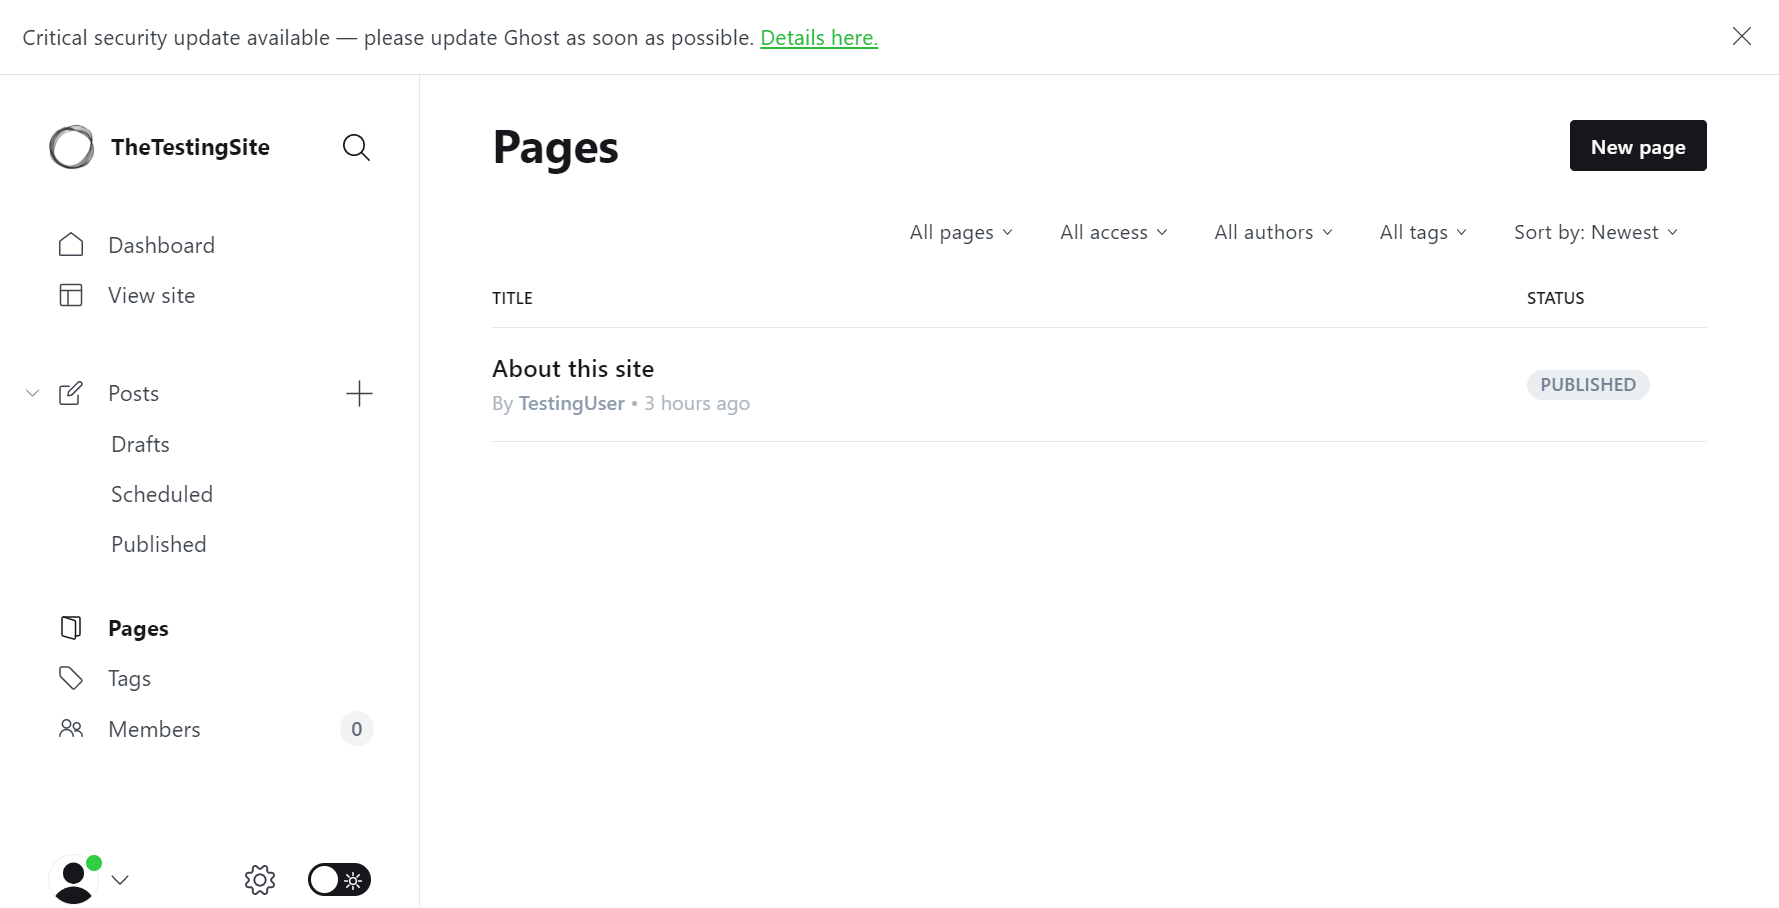 Critical security update available — please update Ghost as soon as possible. Details here.
TheTestingSite
Dashboard
View site
Posts
Drafts
Scheduled
Published
Pages
Tags
Members 0
Pages
New page
All pages All access All authors All tags Sort by: Newest
TITLE STATUS
About this site
By TestingUser • 3 hours ago
PUBLISHED